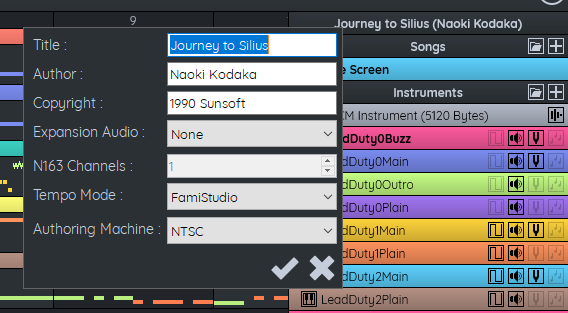 9
Journey to Silius (Naoki Kodaka)
Title : Journey to Silius
Author : Naoki Kodaka
Copyright : 1990 Sunsoft
Expansion Audio : None
N163 Channels : 1
Tempo Mode : FamiStudio
Authoring Machine : NTSC
Songs
e Screen
Instruments
CM Instrument (5120 Bytes)
adDuty0Buzz
adDuty0Main
adDuty0Outro
adDuty0Plain
adDuty1Main
adDuty1Plain
adDuty2Main
LeadDuty2Plain